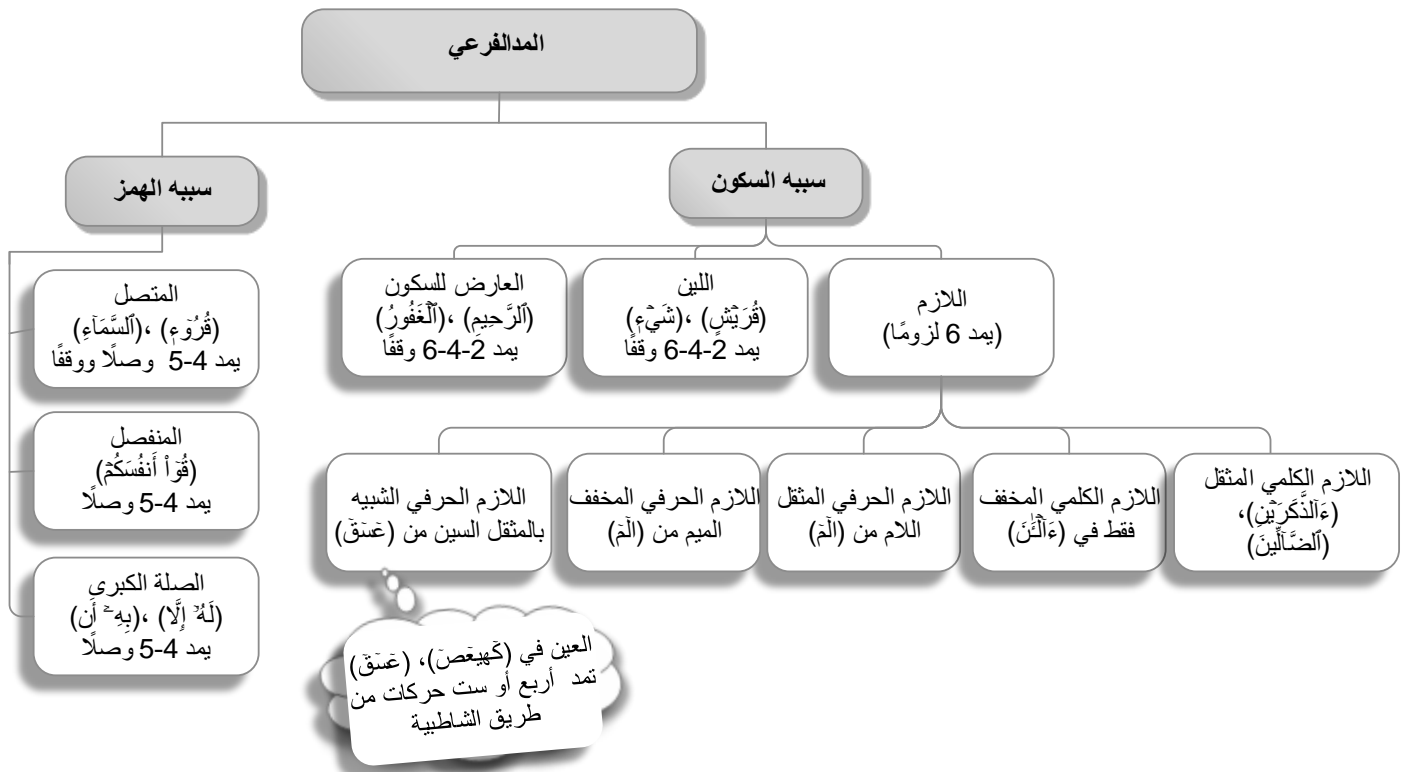 المدالفرعي
سببه السكون
سببه الهمز
اللازم
(يمد 6 لزومًا)
اللين
(قُرَيۡشٍ) ،(شَيۡءٖ)
يمد 2-4-6 وقفًا
العارض للسكون
(ٱلرَّحِيمِ) ،(ٱلۡغَفُورُ)
يمد 2-4-6 وقفًا
المتصل
(قُرُوٓءٖ) ،(ٱلسَّمَآءِ)
يمد 4-5 وصلًا ووقفًا
المنفصل
(قُوٓاْ أَنفُسَكُمۡ)
يمد 4-5 وصلًا
الصلة الكبرى
(لَهُۥٓ إِلَّا) ،(بِهِۦٓ أَن)
يمد 4-5 وصلًا
اللازم الكلمي المثقل
(ءَآلذَّكَرَيۡنِ)،
(ٱلضَّآلِّينَ)
اللازم الكلمي المخفف
فقط في (ءَآلۡـَٰٔنَ)
اللازم الحرفي المثقل
اللام من (الٓمٓ)
اللازم الحرفي المخفف
الميم من (الٓمٓ)
اللازم الحرفي الشبيه
بالمثقل السين من (عٓسٓقٓ)
العين في (كٓهيعٓصٓ)، (عٓسٓقٓ)
تمد أربع أو ست حركات من
طريق الشاطبية